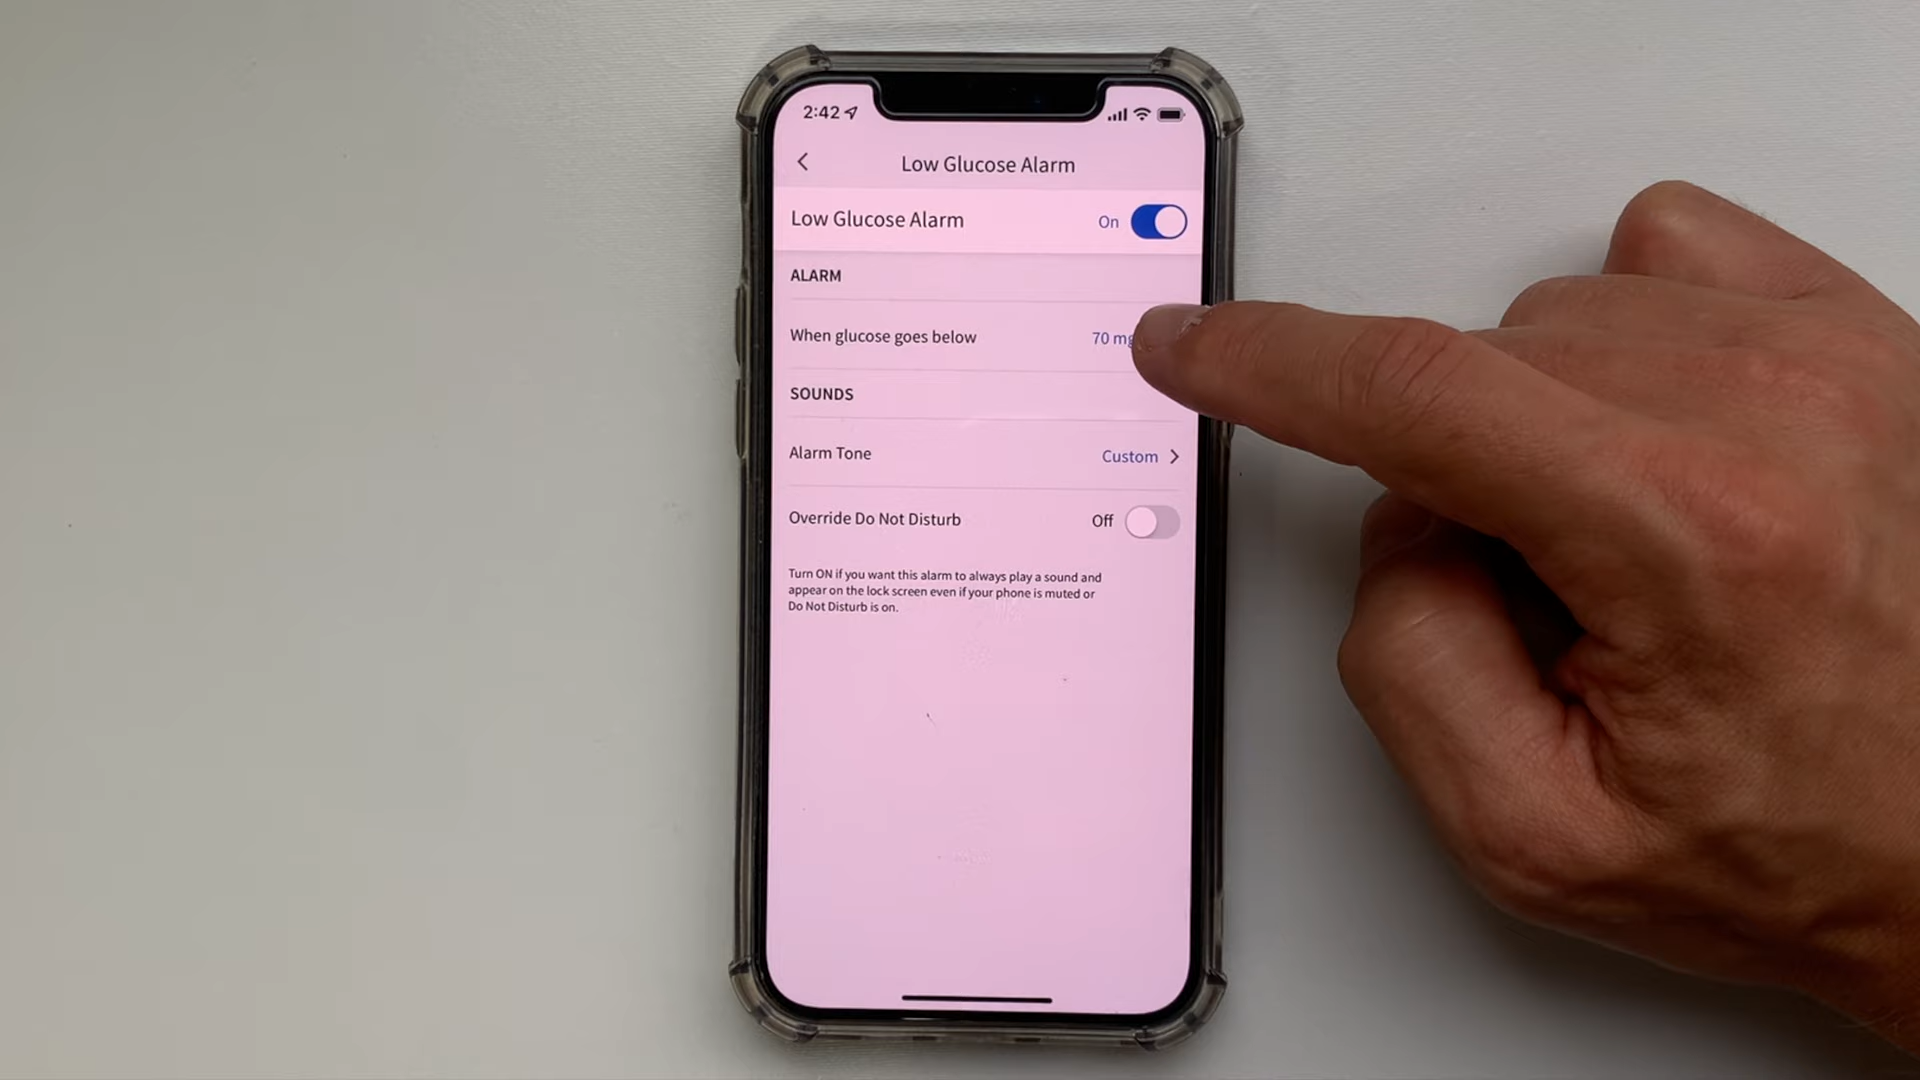 2:42
Low Glucose Alarm
Low Glucose Alarm On
ALARM
When glucose goes below 70
SOUNDS
Alarm Tone Custom
Override Do Not Disturb Off
Turn ON if you want this alarm to always play a sound and
appear on the lock screen even if your phone is muted or
Do Not Disturb is on.